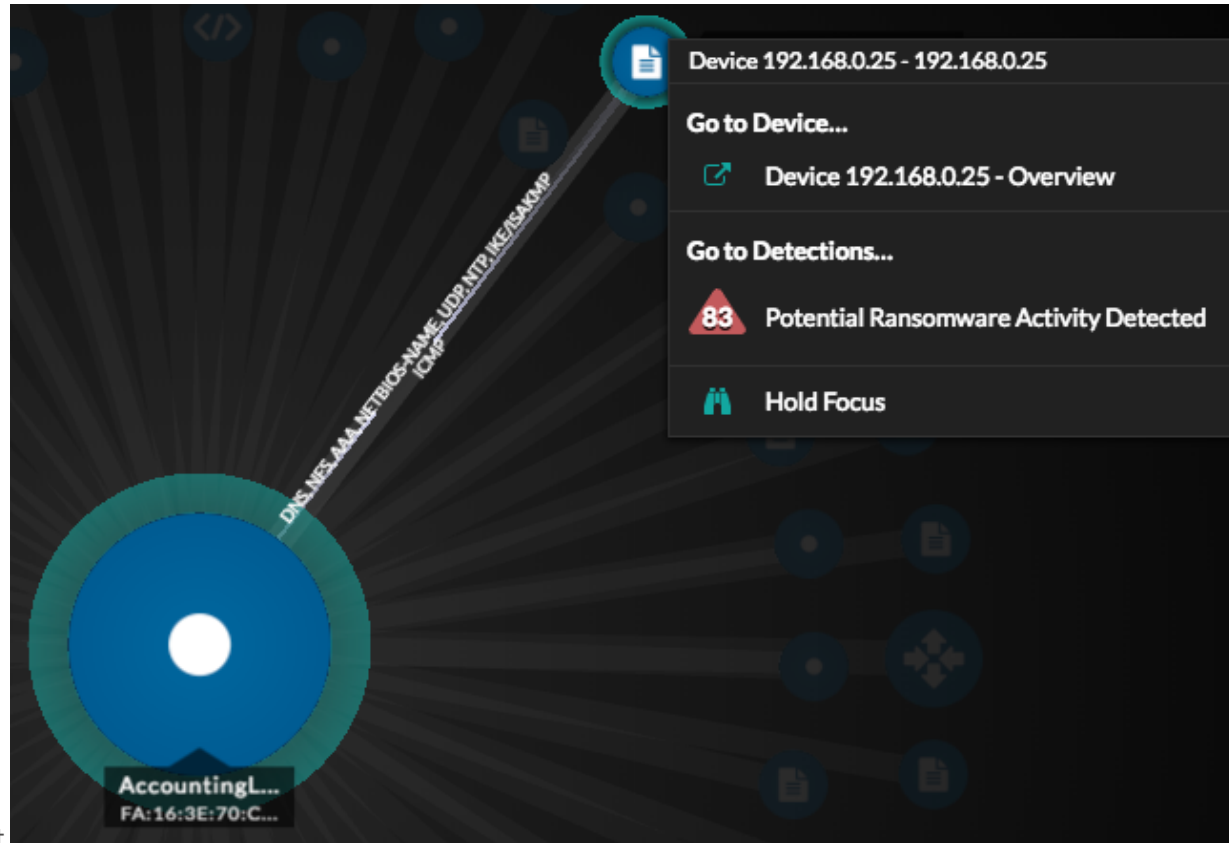 </>
Device 192.168.0.25 - 192.168.0.25
Go to Device...
Device 192.168.0.25 - Overview
Go to Detections...
83 Potential Ransomware Activity Detected
Hold Focus
DNS, NFS, AAA, NETBIOS-NAME, UDP, NTP, IKE/ISAKMP
ICMP
AccountingL...
FA:16:3E:70:C...